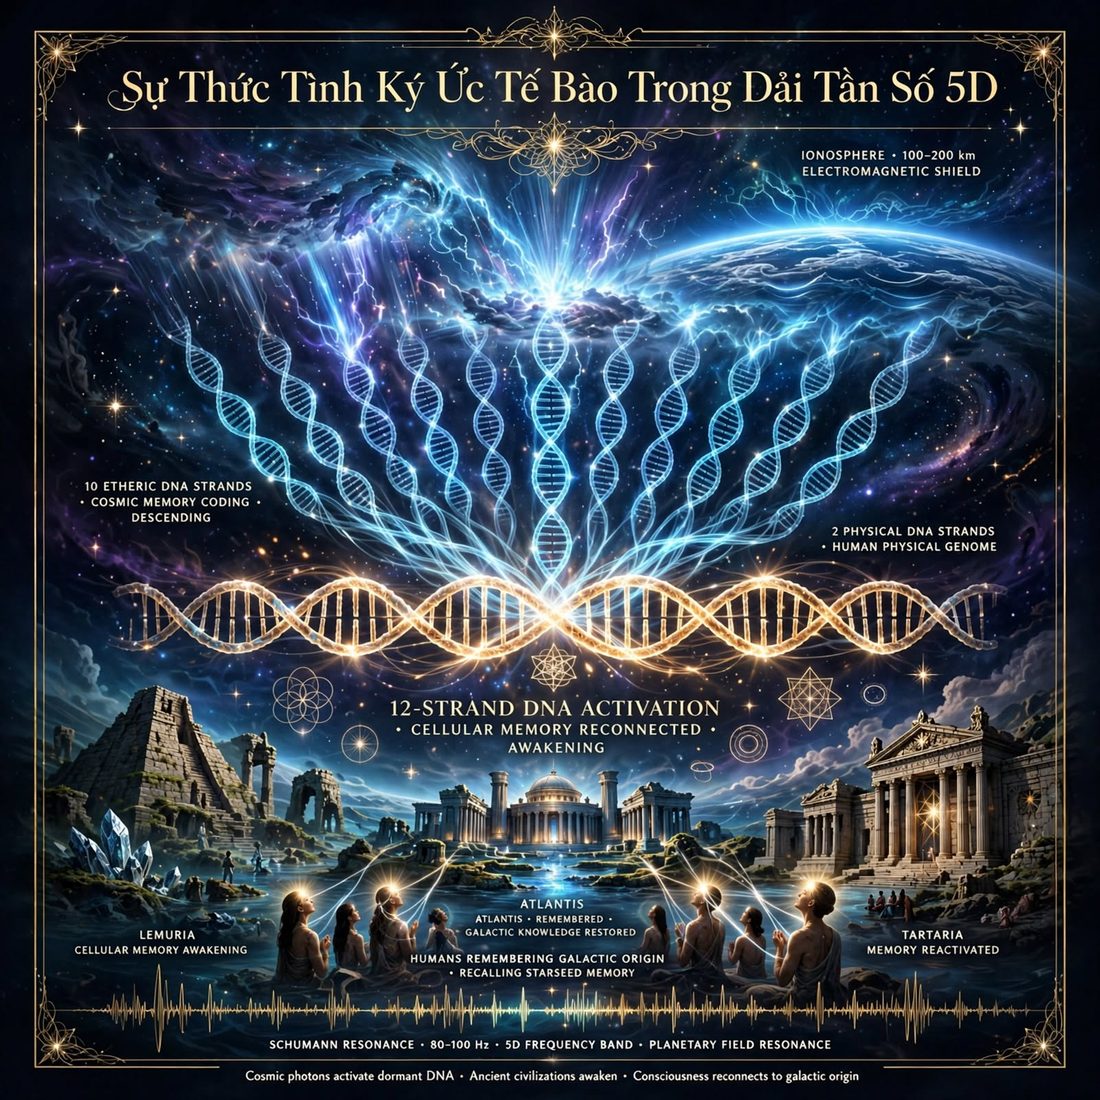 Sự Thức Tỉnh Ký Ức Tế Bào Trong Dải Tần Số 5D
IONOSPHERE • 100–200 km
ELECTROMAGNETIC SHIELD
10 ETHERIC DNA STRANDS
• COSMIC MEMORY CODING •
DESCENDING
2 PHYSICAL DNA STRANDS
• HUMAN PHYSICAL GENOME
12-STRAND DNA ACTIVATION
• CELLULAR MEMORY RECONNECTED •
AWAKENING
ATLANTIS
ATLANTIS • REMEMBERED •
GALACTIC KNOWLEDGE RESTORED
LEMURIA
CELLULAR MEMORY AWAKENING
TARTARIA
MEMORY REACTIVATED
HUMANS REMEMBERING GALACTIC ORIGIN
• RECALLING STARSEED MEMORY
SCHUMANN RESONANCE • 80–100 Hz • 5D FREQUENCY BAND • PLANETARY FIELD RESONANCE
Cosmic photons activate dormant DNA • Ancient civilizations awaken • Consciousness reconnects to galactic origin